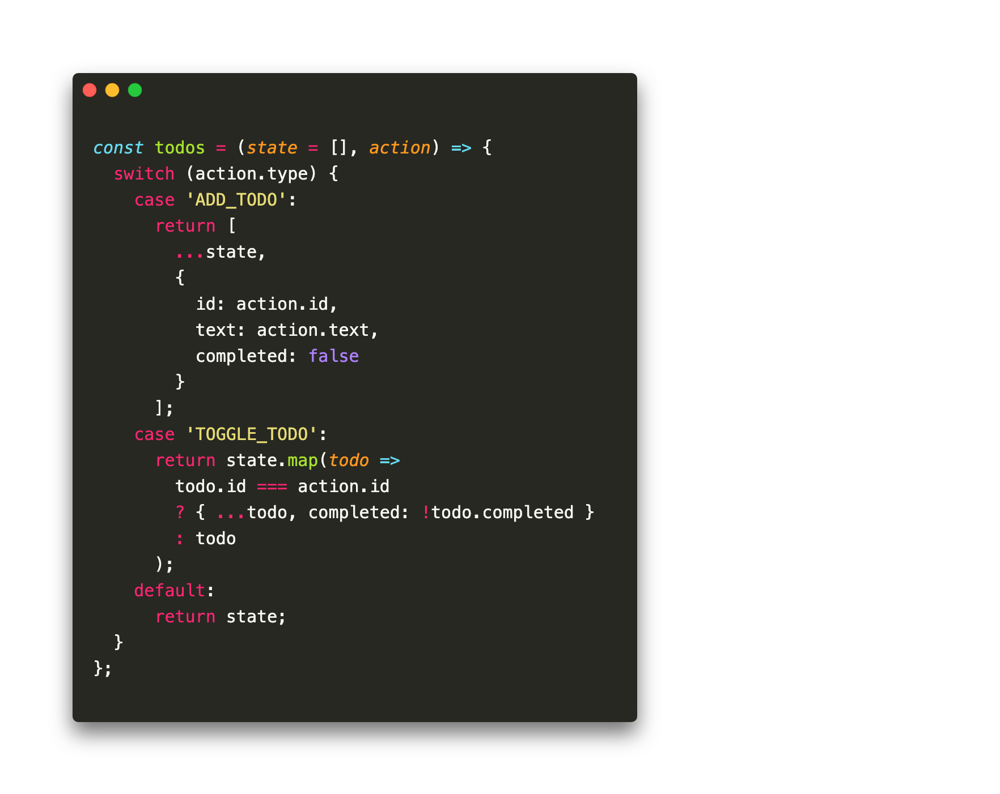 const todos = (state = [], action) => {
  switch (action.type) {
    case 'ADD_TODO':
      return [
        ...state,
        {
          id: action.id,
          text: action.text,
          completed: false
        }
      ];
    case 'TOGGLE_TODO':
      return state.map(todo =>
        todo.id === action.id
        ? { ...todo, completed: !todo.completed }
        : todo
      );
    default:
      return state;
  }
};